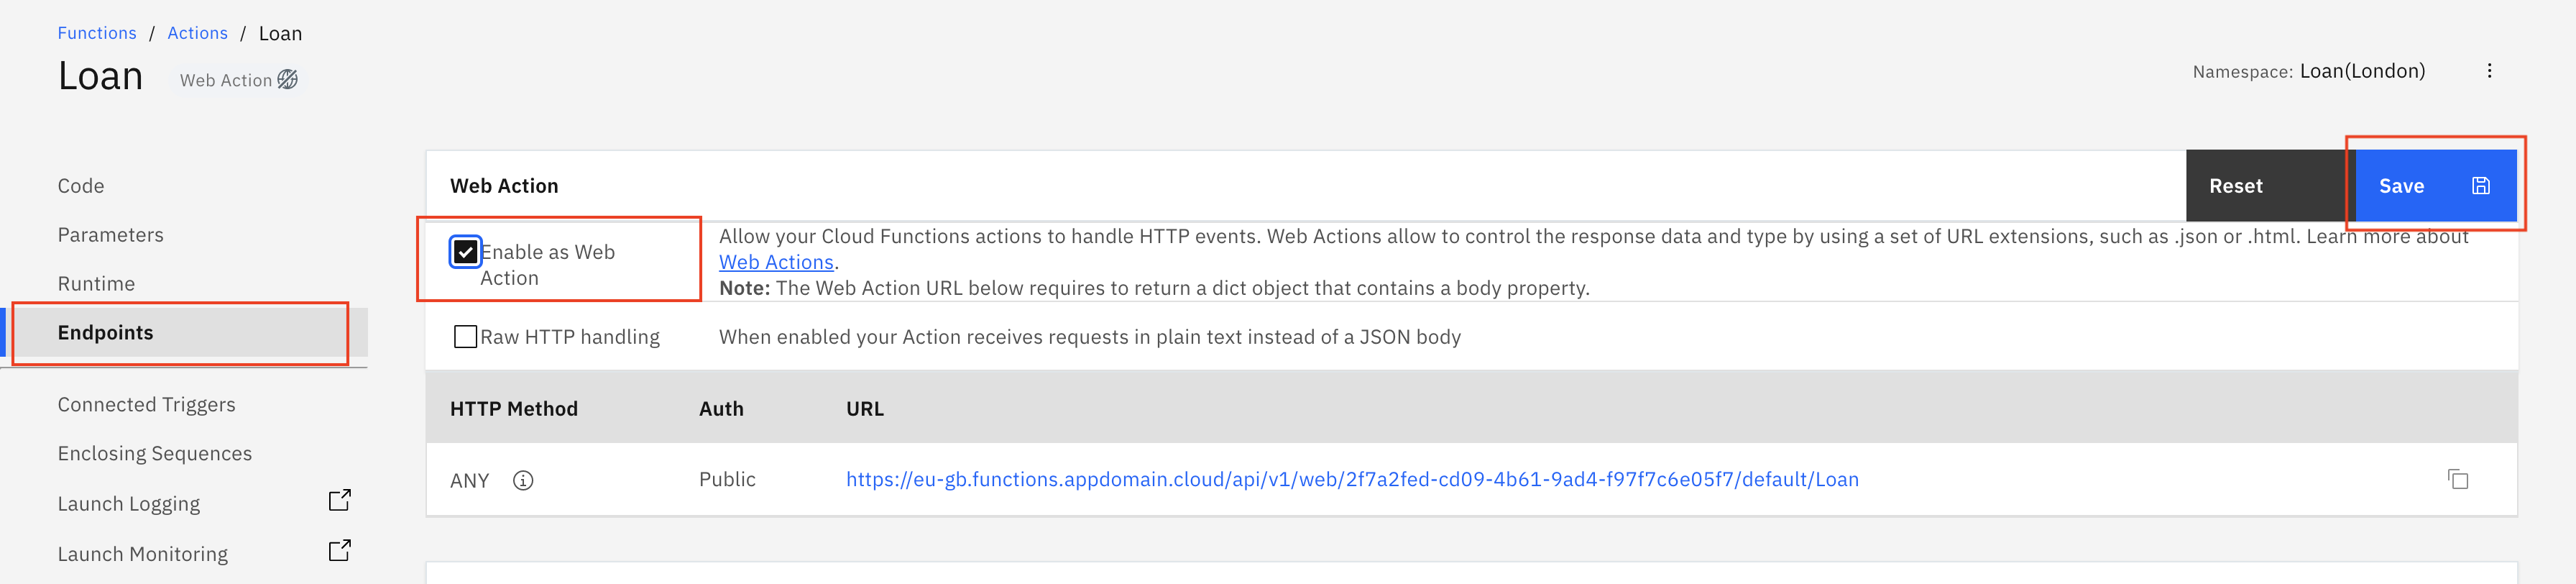 Functions / Actions / Loan
Loan Web Action
Namespace: Loan(London)
Code
Parameters
Runtime
Endpoints
Connected Triggers
Enclosing Sequences
Launch Logging
Launch Monitoring
Web Action
Reset
Save
Enable as Web
Action
Allow your Cloud Functions actions to handle HTTP events. Web Actions allow to control the response data and type by using a set of URL extensions, such as .json or .html. Learn more about
Web Actions.
Note: The Web Action URL below requires to return a dict object that contains a body property.
Raw HTTP handling
When enabled your Action receives requests in plain text instead of a JSON body
HTTP Method Auth URL
ANY Public https://eu-gb.functions.appdomain.cloud/api/v1/web/2f7a2fed-cd09-4b61-9ad4-f97f7c6e05f7/default/Loan